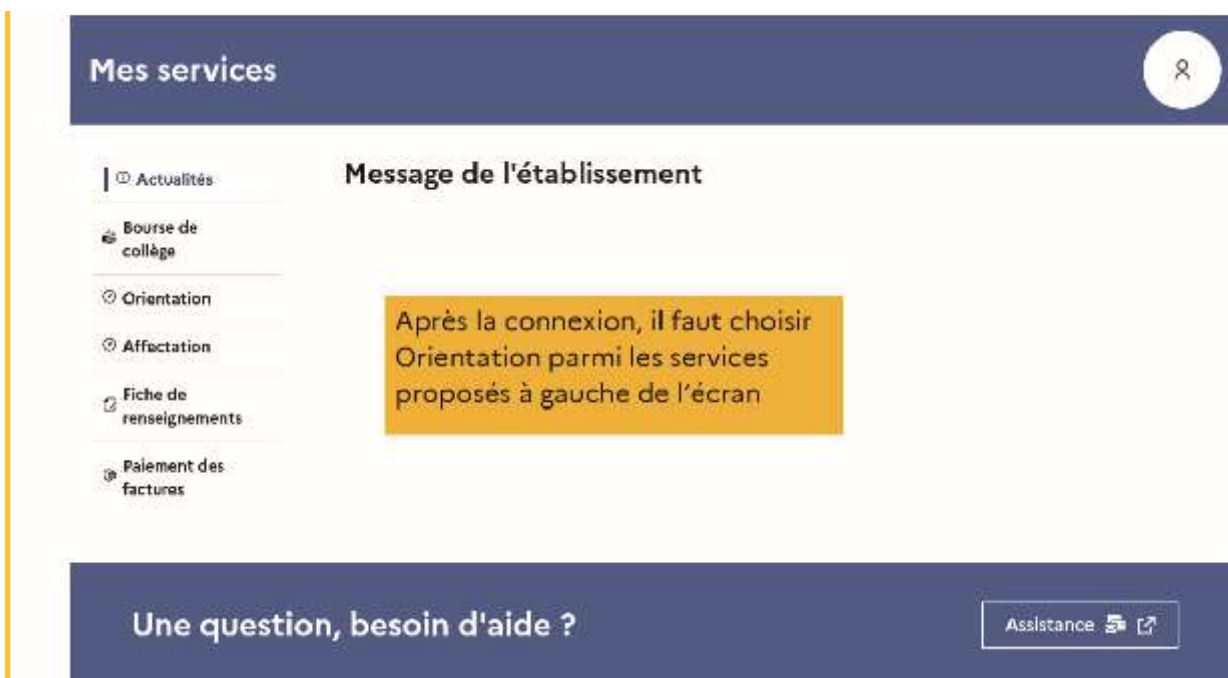 Mes services
Actualités
Message de l'établissement
Bourse de
collège
Orientation
Affectation
Fiche de
renseignements
Paiement des
factures
Après la connexion, il faut choisir
Orientation parmi les services
proposés à gauche de l'écran
Une question, besoin d'aide ?
Assistance